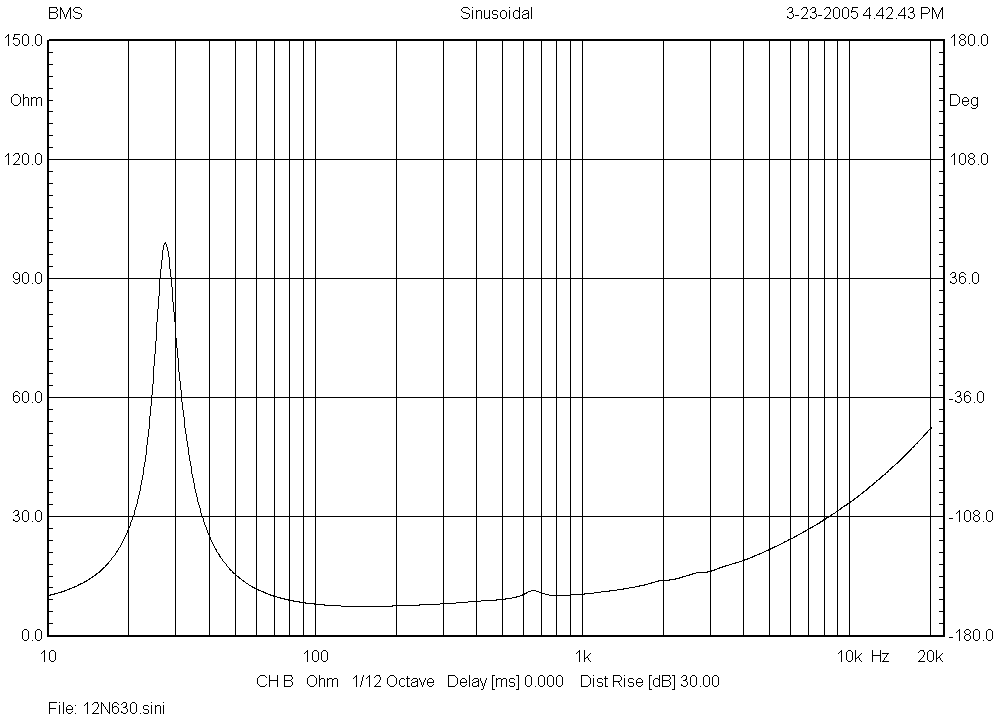 BMS Sinusoidal 3-23-2005 4.42.43 PM
150.0 180.0
Ohm Deg
120.0 108.0
90.0 36.0
60.0 -36.0
30.0 -108.0
0.0 -180.0
10 100 1k 10k Hz 20k
CH B Ohm 1/12 Octave Delay [ms] 0.000 Dist Rise [dB] 30.00
File: 12N630.sini